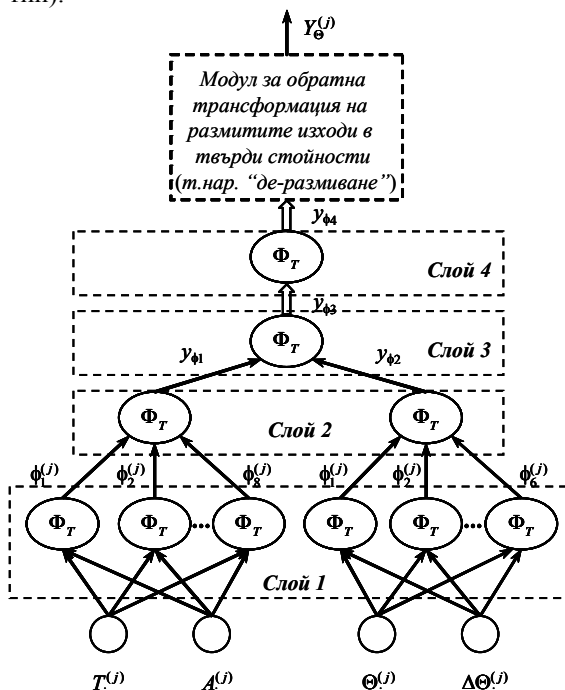 Y_Θ^(j)
Модул за обратна
трансформация на
размитите изходи в
твърди стойности
(т.нар. “де-размиване”)
y_ϕ4
Φ_T
Слой 4
y_ϕ3
Φ_T
Слой 3
y_ϕ1 y_ϕ2
Φ_T Φ_T
Слой 2
ϕ_1^(j) ϕ_2^(j) ϕ_8^(j) ϕ_1^(j) ϕ_2^(j) ϕ_6^(j)
Φ_T Φ_T ... Φ_T Φ_T Φ_T ... Φ_T
Слой 1
T^(j) A^(j) Θ^(j) ΔΘ^(j)